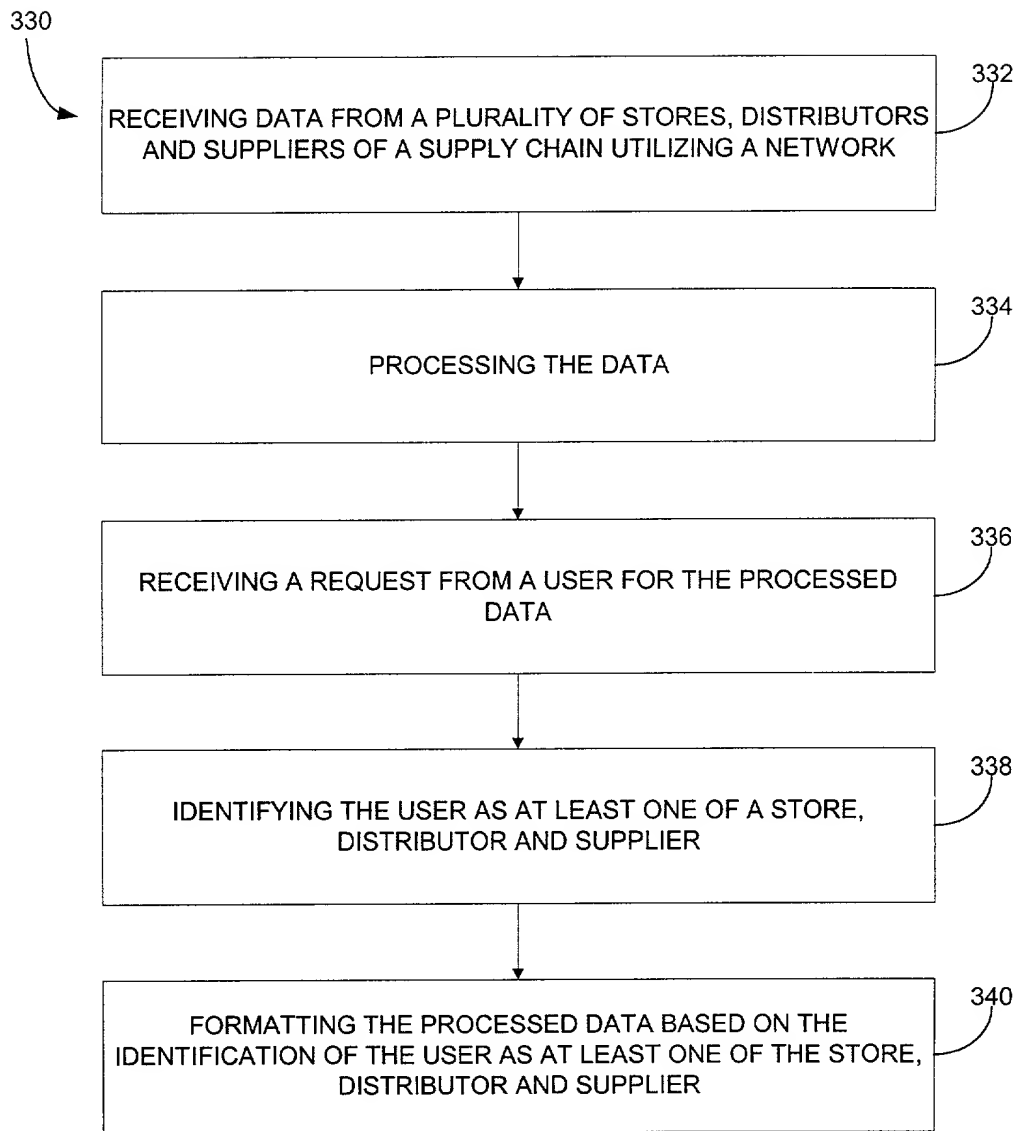 330
332
RECEIVING DATA FROM A PLURALITY OF STORES, DISTRIBUTORS
AND SUPPLIERS OF A SUPPLY CHAIN UTILIZING A NETWORK
334
PROCESSING THE DATA
336
RECEIVING A REQUEST FROM A USER FOR THE PROCESSED
DATA
338
IDENTIFYING THE USER AS AT LEAST ONE OF A STORE,
DISTRIBUTOR AND SUPPLIER
340
FORMATTING THE PROCESSED DATA BASED ON THE
IDENTIFICATION OF THE USER AS AT LEAST ONE OF THE STORE,
DISTRIBUTOR AND SUPPLIER